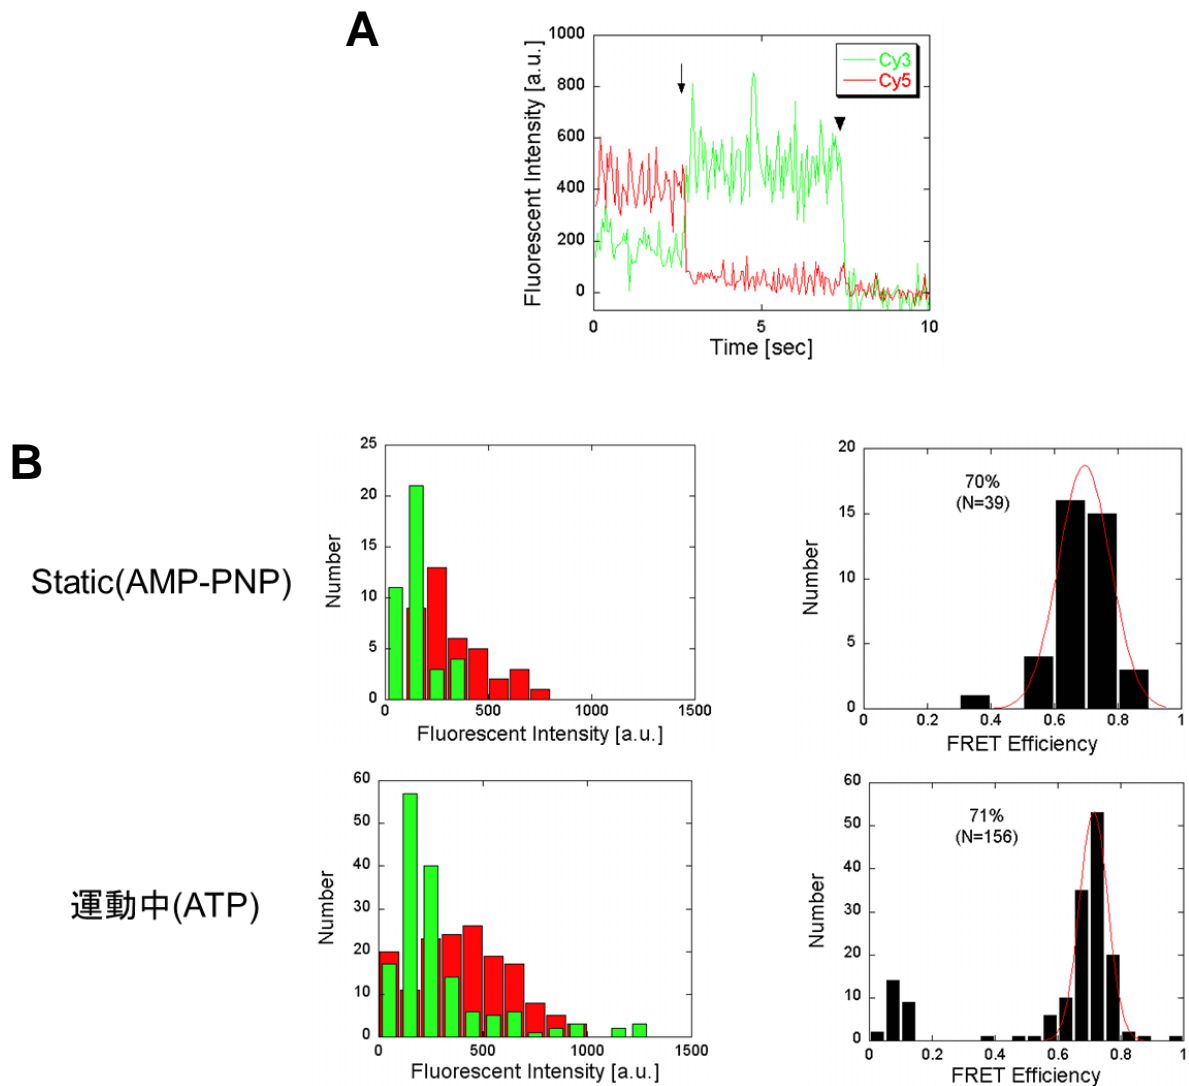 A
1000
800
600
400
200
0
Fluorescent Intensity [a.u.]
Cy3
Cy5
0 5 10
Time [sec]
B
Static(AMP-PNP)
25
20
15
10
5
0
Number
0 500 1000 1500
Fluorescent Intensity [a.u.]
20
15
10
5
0
Number
70%
(N=39)
0 0.2 0.4 0.6 0.8 1
FRET Efficiency
運動中(ATP)
60
50
40
30
20
10
0
Number
0 500 1000 1500
Fluorescent Intensity [a.u.]
60
50
40
30
20
10
0
Number
71%
(N=156)
0 0.2 0.4 0.6 0.8 1
FRET Efficiency